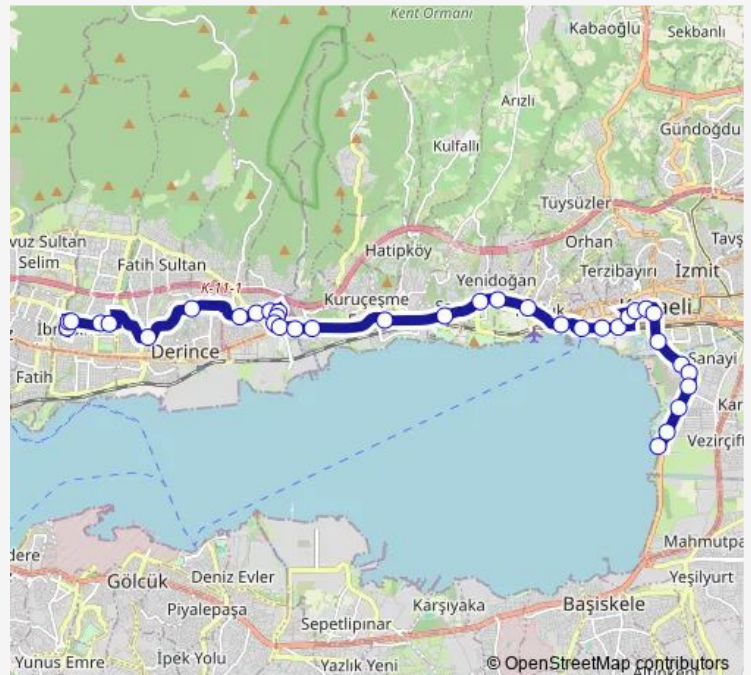 Kent Ormanı
Kabaoğlu
Sekbanlı
Arızlı
Gündoğdu
Külfallı
Tüysüzler
vuz Sultan
Selim
Fatih Sultan
Hatipköy
Orhan
Tavş
K-11-1
Yenidoğan
Terzibayırı
İzmit
Kuruçeşme
Derince
Sanayi
Fatih
Kar
Vezirçift
dere
Mahmutpa
Gölcük
Deniz Evler
Yeşilyurt
Piyalepaşa
Karşıyaka
Başiskele
Sepetlipınar
Yunus Emre
İpek Yolu
Yazlık Yeni
© OpenStreetMap contributors